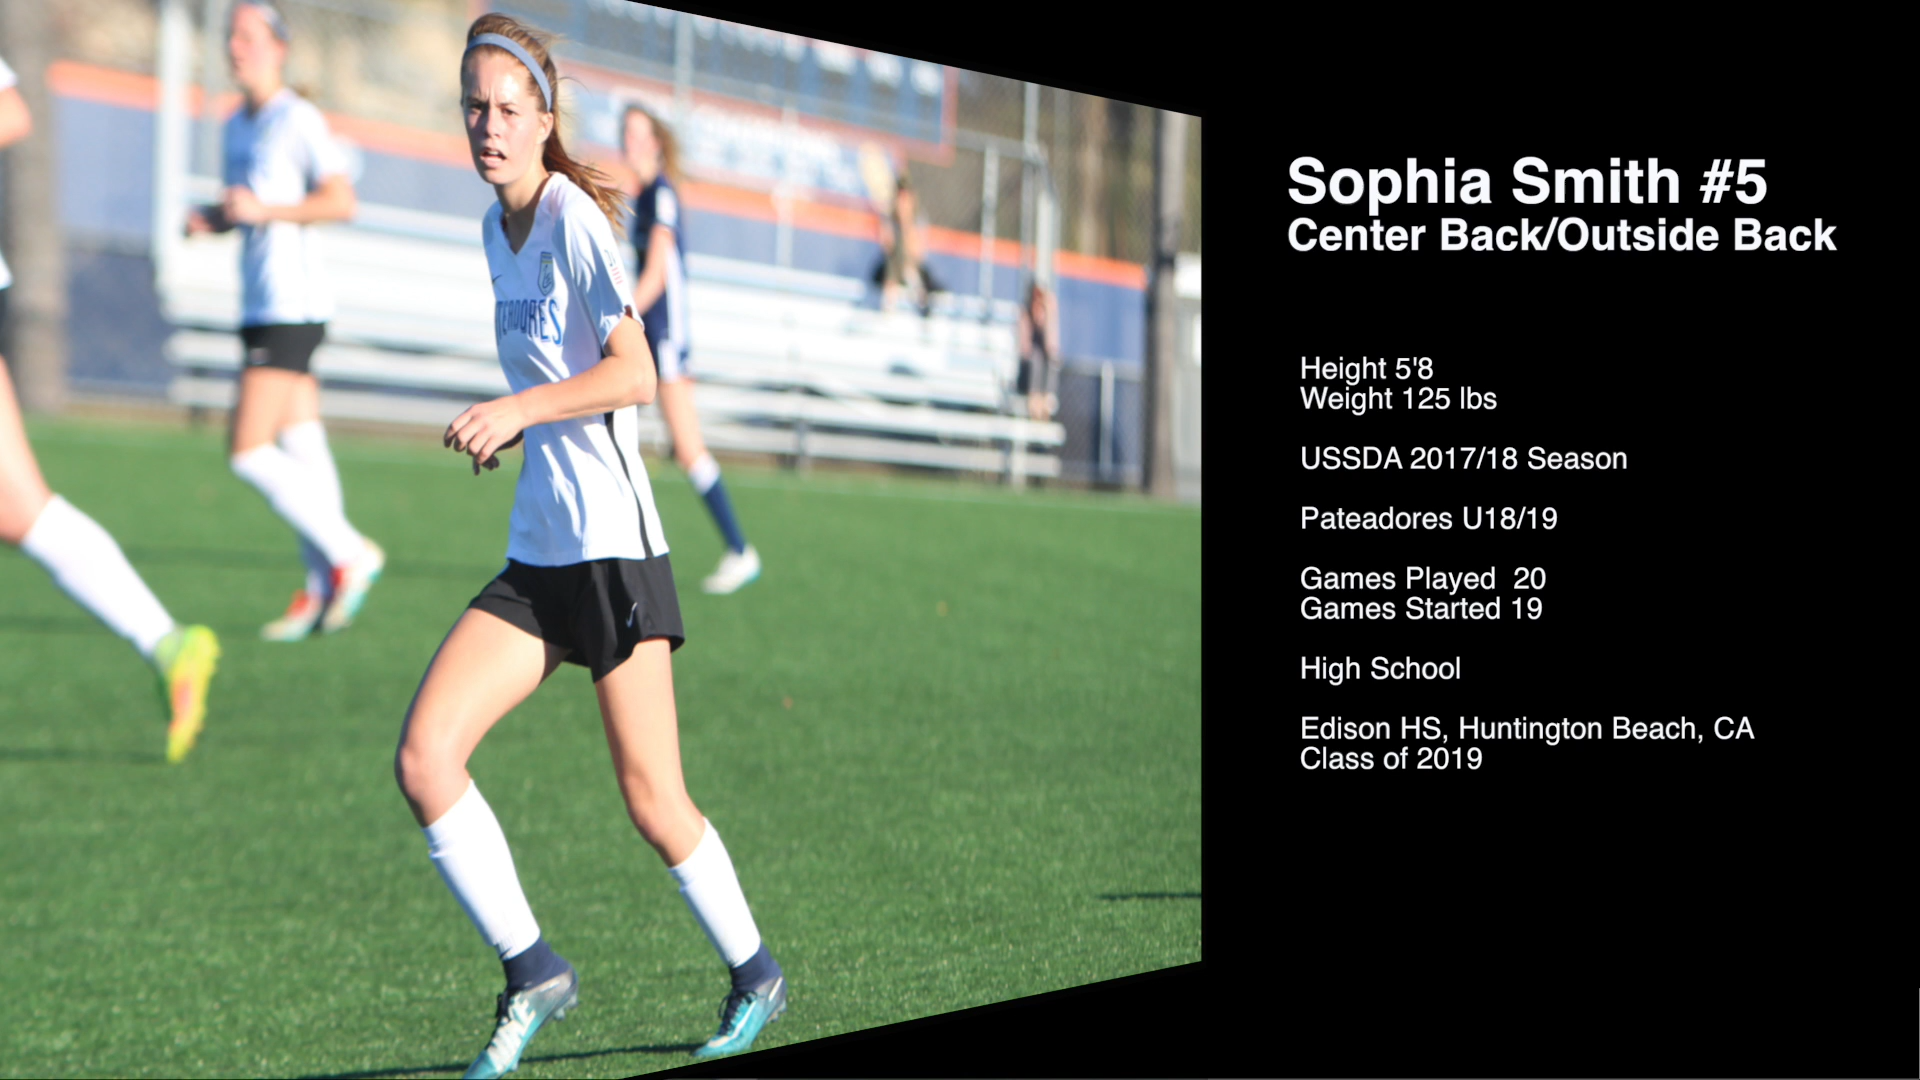 Sophia Smith #5
Center Back/Outside Back
Height 5'8
Weight 125 lbs
USSDA 2017/18 Season
Pateadores U18/19
Games Played  20
Games Started 19
High School
Edison HS, Huntington Beach, CA
Class of 2019
TEADORES